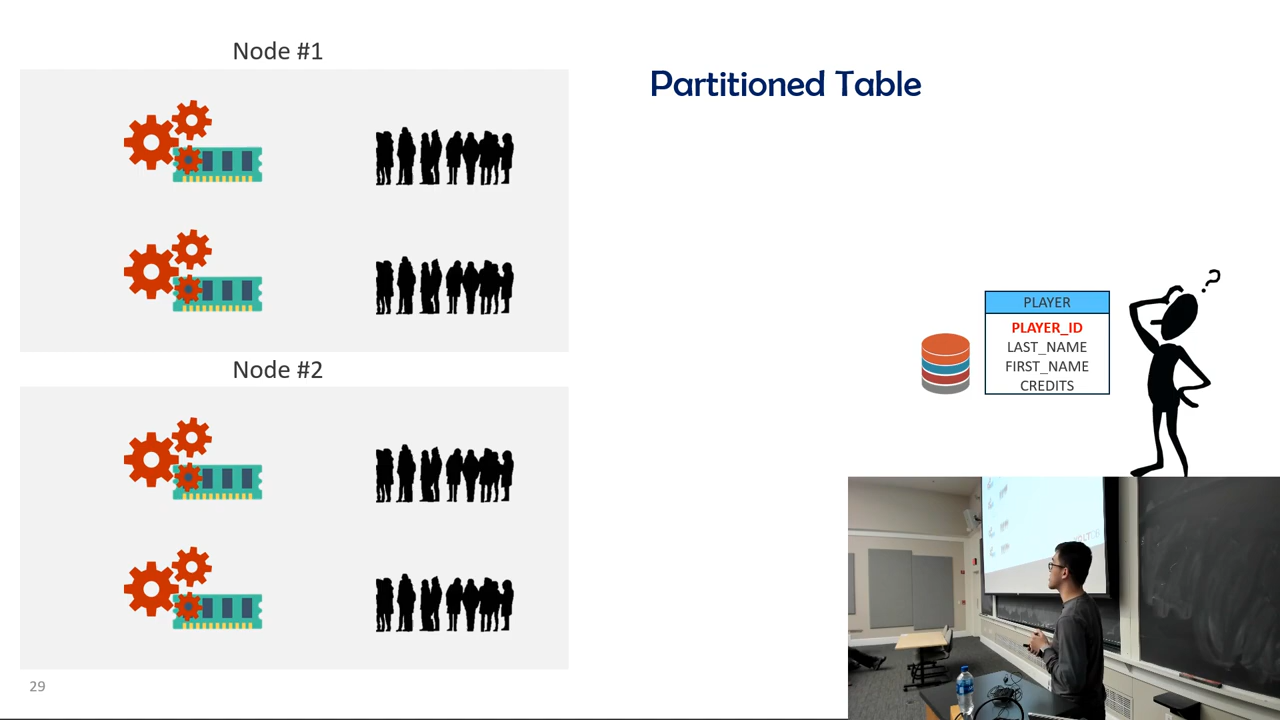 Node #1
Partitioned Table
?
PLAYER
PLAYER_ID
LAST_NAME
FIRST_NAME
CREDITS
Node #2
29